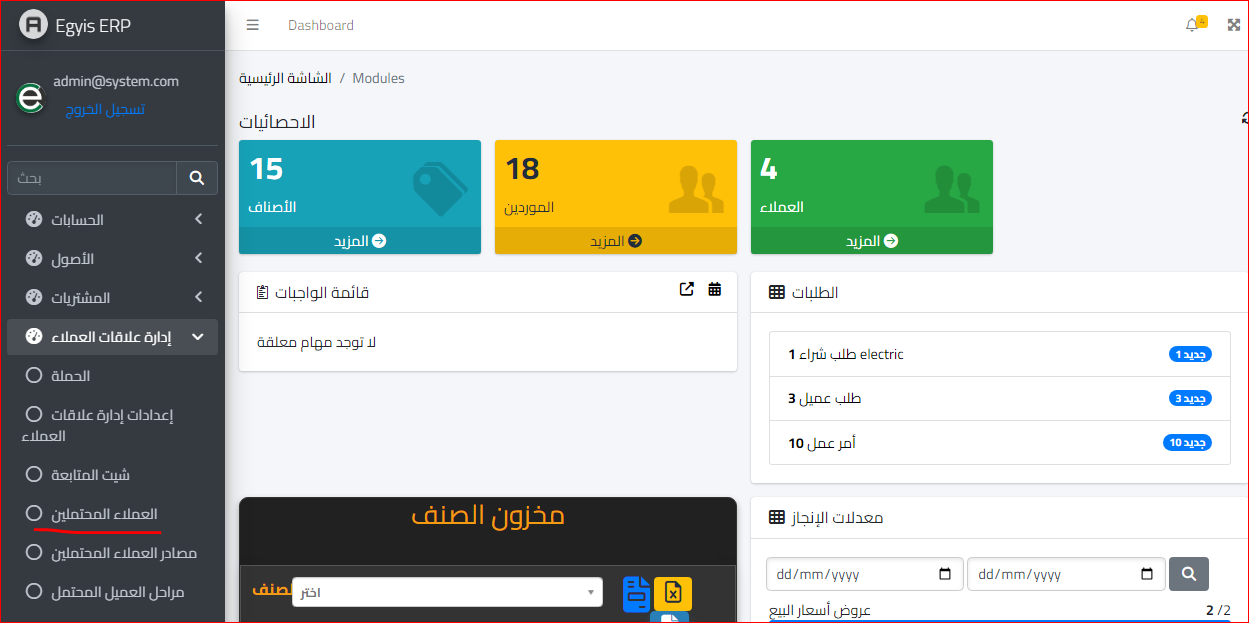 Egyis ERP
Dashboard
4
admin@system.com
تسجيل الخروج
بحث
الحسابات
الأصول
المشتريات
إدارة علاقات العملاء
الحملة
إعدادات إدارة علاقات
العملاء
شيت المتابعة
العملاء المحتملين
مصادر العملاء المحتملين
مراحل العميل المحتمل
الشاشة الرئيسية / Modules
الاحصائيات
15
الأصناف
المزيد
18
الموردين
المزيد
4
العملاء
المزيد
قائمة الواجبات
لا توجد مهام معلقة
الطلبات
1 طلب شراء electric
جديد 1
3 طلب عميل
جديد 3
10 أمر عمل
جديد 10
مخزون الصنف
الصنف
اختر
معدلات الإنجاز
dd/mm/yyyy
dd/mm/yyyy
عروض أسعار البيع
2 /2